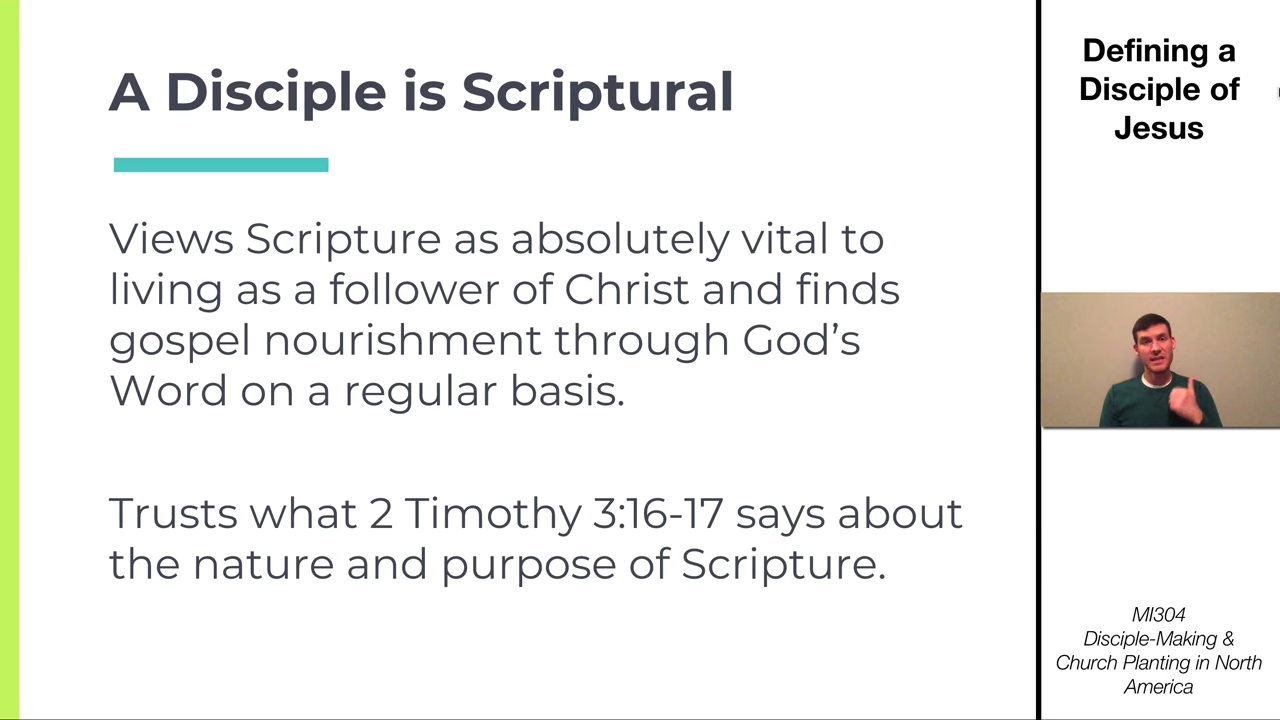 A Disciple is Scriptural
Views Scripture as absolutely vital to
living as a follower of Christ and finds
gospel nourishment through God’s
Word on a regular basis.
Trusts what 2 Timothy 3:16-17 says about
the nature and purpose of Scripture.
Defining a
Disciple of
Jesus
MI304
Disciple-Making &
Church Planting in North
America